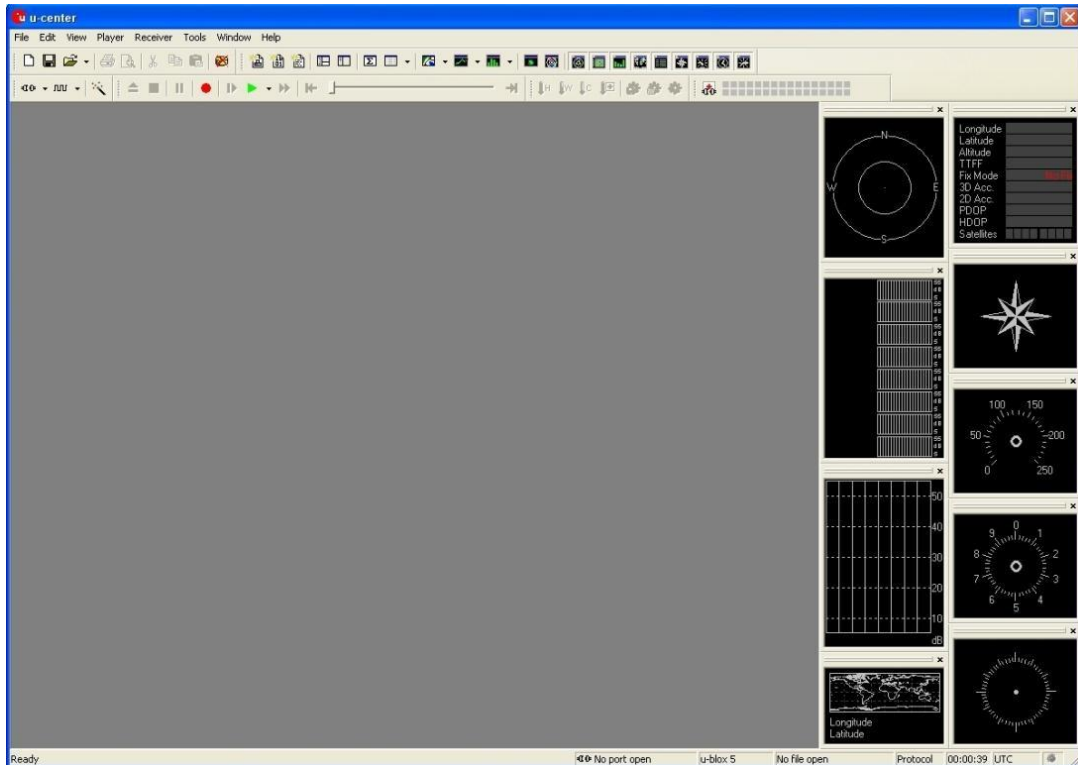 u-center
File Edit View Player Receiver Tools Window Help
N
W E
S
Longitude
Latitude
Altitude
TTFF
Fix Mode
3D Acc.
2D Acc.
PDOP
HDOP
Satellites
100 150
50 200
0 250
50
40
30
20
10
dB
0
9 1
8 2
7 3
6 4
5
Longitude
Latitude
Ready No port open u-blox 5 No file open Protocol 00:00:39 UTC